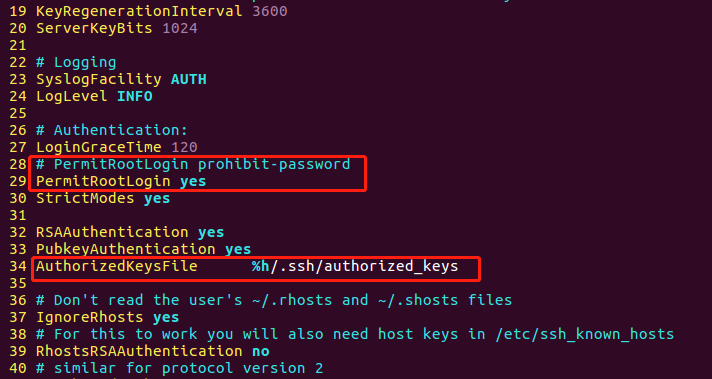 19 KeyRegenerationInterval 3600
20 ServerKeyBits 1024
21
22 # Logging
23 SyslogFacility AUTH
24 LogLevel INFO
25
26 # Authentication:
27 LoginGraceTime 120
28 # PermitRootLogin prohibit-password
29 PermitRootLogin yes
30 StrictModes yes
31
32 RSAAuthentication yes
33 PubkeyAuthentication yes
34 AuthorizedKeysFile      %h/.ssh/authorized_keys
35
36 # Don't read the user's ~/.rhosts and ~/.shosts files
37 IgnoreRhosts yes
38 # For this to work you will also need host keys in /etc/ssh_known_hosts
39 RhostsRSAAuthentication no
40 # similar for protocol version 2